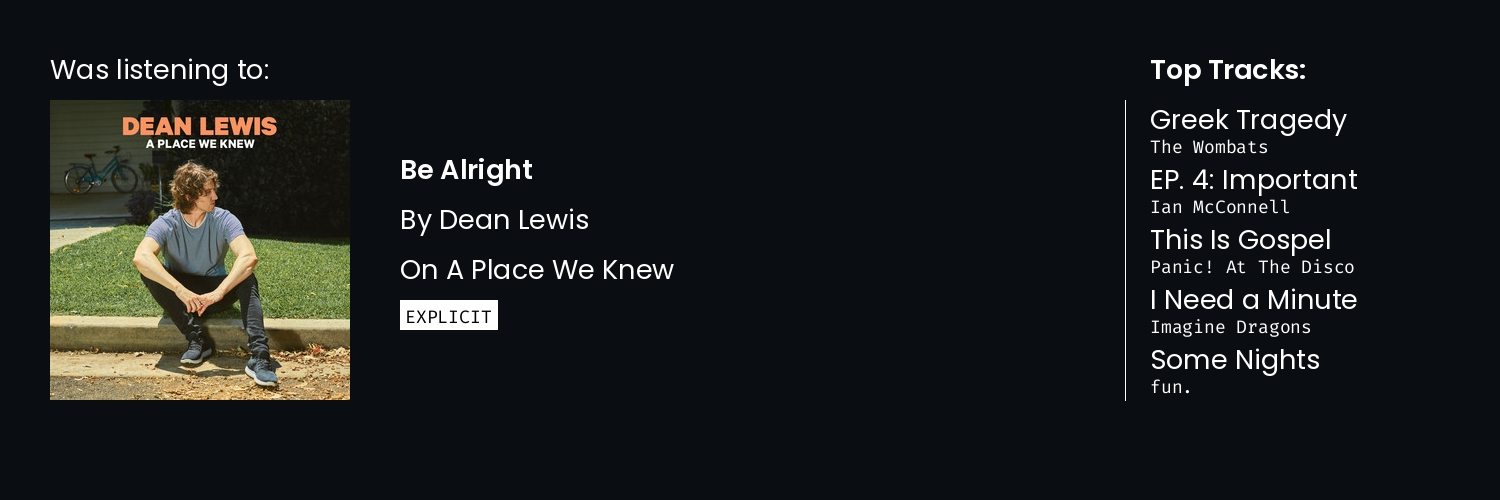 Was listening to:
DEAN LEWIS
A PLACE WE KNEW
Be Alright
By Dean Lewis
On A Place We Knew
EXPLICIT
Top Tracks:
Greek Tragedy
The Wombats
EP. 4: Important
Ian McConnell
This Is Gospel
Panic! At The Disco
I Need a Minute
Imagine Dragons
Some Nights
fun.